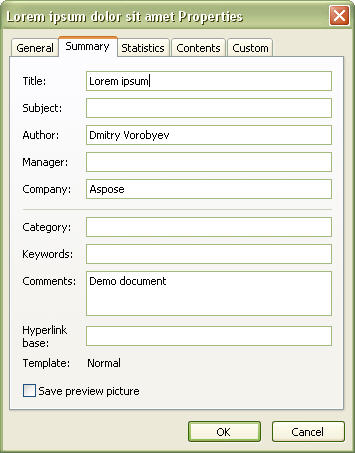 Lorem ipsum dolor sit amet Properties
General Summary Statistics Contents Custom
Title: Lorem ipsum
Subject:
Author: Dmitry Vorobyev
Manager:
Company: Aspose
Category:
Keywords:
Comments: Demo document
Hyperlink
base:
Template: Normal
Save preview picture
OK Cancel